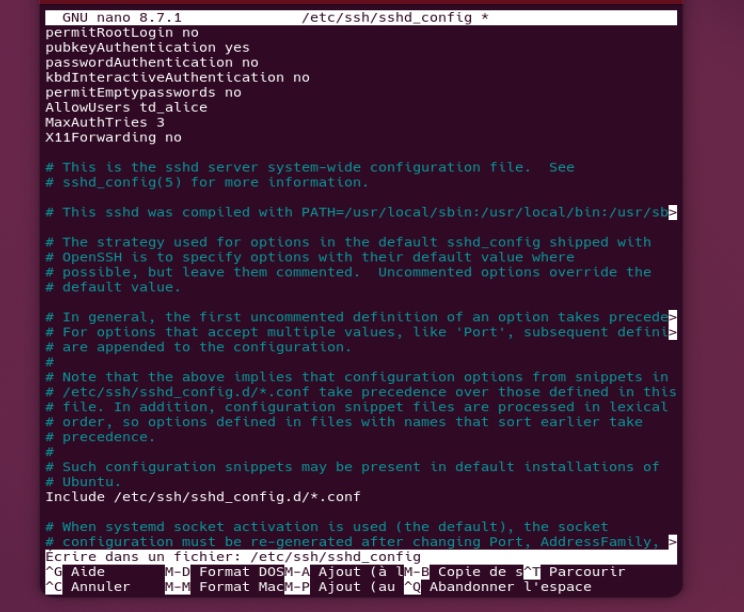 GNU nano 8.7.1 /etc/ssh/sshd_config *
permitRootLogin no
pubkeyAuthentication yes
passwordAuthentication no
kbdInteractiveAuthentication no
permitEmptypasswords no
AllowUsers td_alice
MaxAuthTries 3
X11Forwarding no
# This is the sshd server system-wide configuration file.  See
# sshd_config(5) for more information.
# This sshd was compiled with PATH=/usr/local/sbin:/usr/local/bin:/usr/sb>
# The strategy used for options in the default sshd_config shipped with
# OpenSSH is to specify options with their default value where
# possible, but leave them commented.  Uncommented options override the
# default value.
# In general, the first uncommented definition of an option takes precede>
# For options that accept multiple values, like 'Port', subsequent defini>
# are appended to the configuration.
#
# Note that the above implies that configuration options from snippets in
# /etc/ssh/sshd_config.d/*.conf take precedence over those defined in this
# file. In addition, configuration snippet files are processed in lexical
# order, so options defined in files with names that sort earlier take
# precedence.
#
# Such configuration snippets may be present in default installations of
# Ubuntu.
Include /etc/ssh/sshd_config.d/*.conf
# When systemd socket activation is used (the default), the socket
# configuration must be re-generated after changing Port, AddressFamily, >
Écrire dans un fichier: /etc/ssh/sshd_config
^G Aide M-D Format DOSM-A Ajout (à lM-B Copie de s^T Parcourir
^C Annuler M-M Format MacM-P Ajout (au ^Q Abandonner l'espace